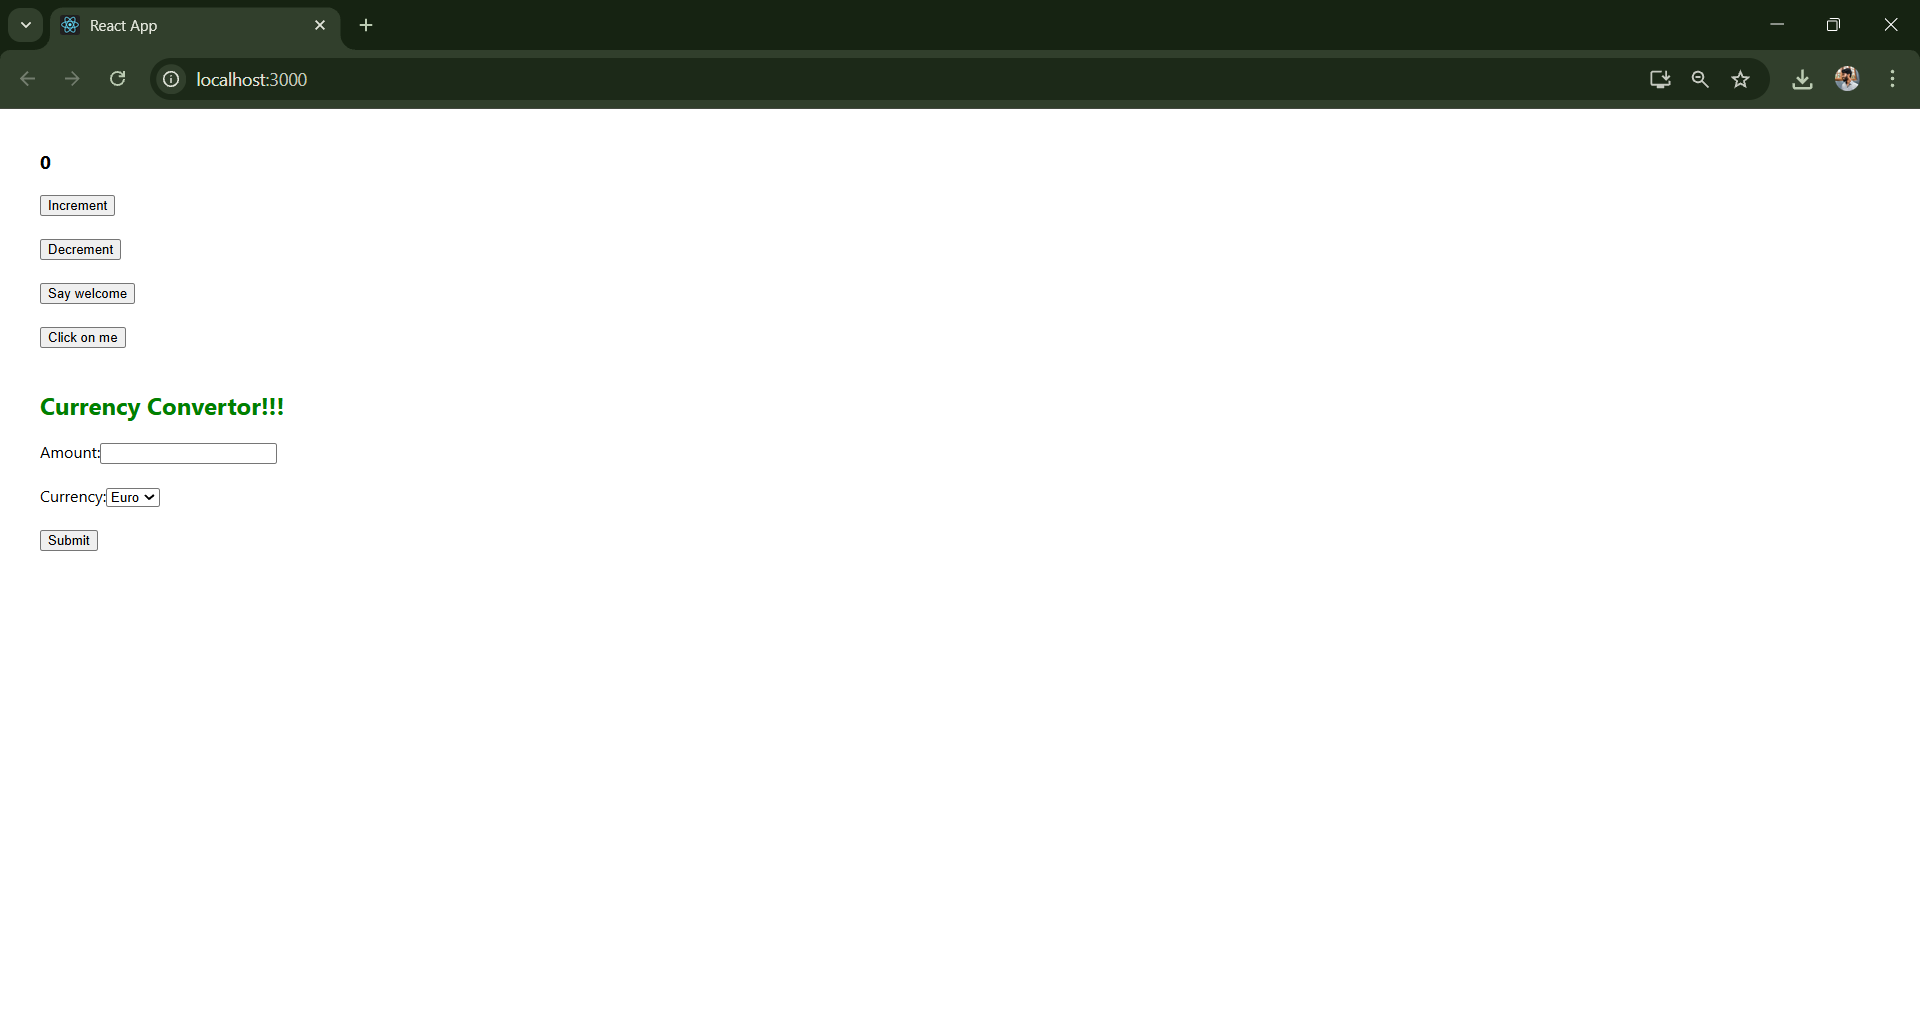 React App
localhost:3000
0
Increment
Decrement
Say welcome
Click on me
Currency Convertor!!!
Amount:
Currency: Euro
Submit